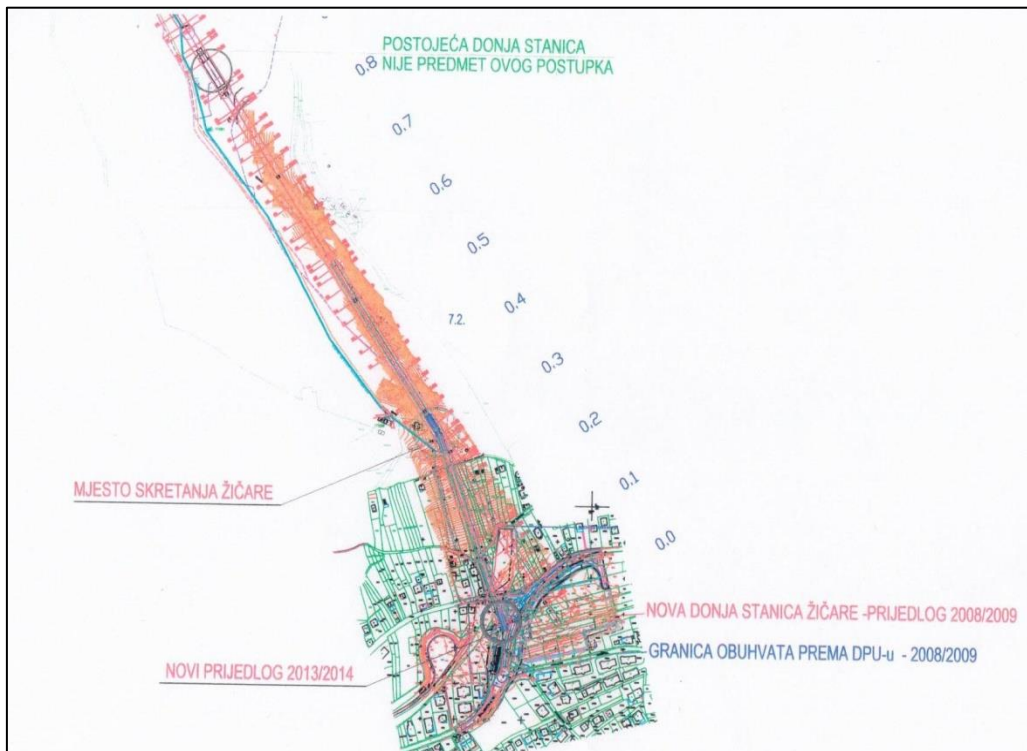 POSTOJEĆA DONJA STANICA
NIJE PREDMET OVOG POSTUPKA
0.8
0.7
0.6
0.5
0.4
7.2.
0.3
0.2
MJESTO SKRETANJA ŽIČARE
0.1
0.0
NOVA DONJA STANICA ŽIČARE -PRIJEDLOG 2008/2009
GRANICA OBUHVATA PREMA DPU-u - 2008/2009
NOVI PRIJEDLOG 2013/2014